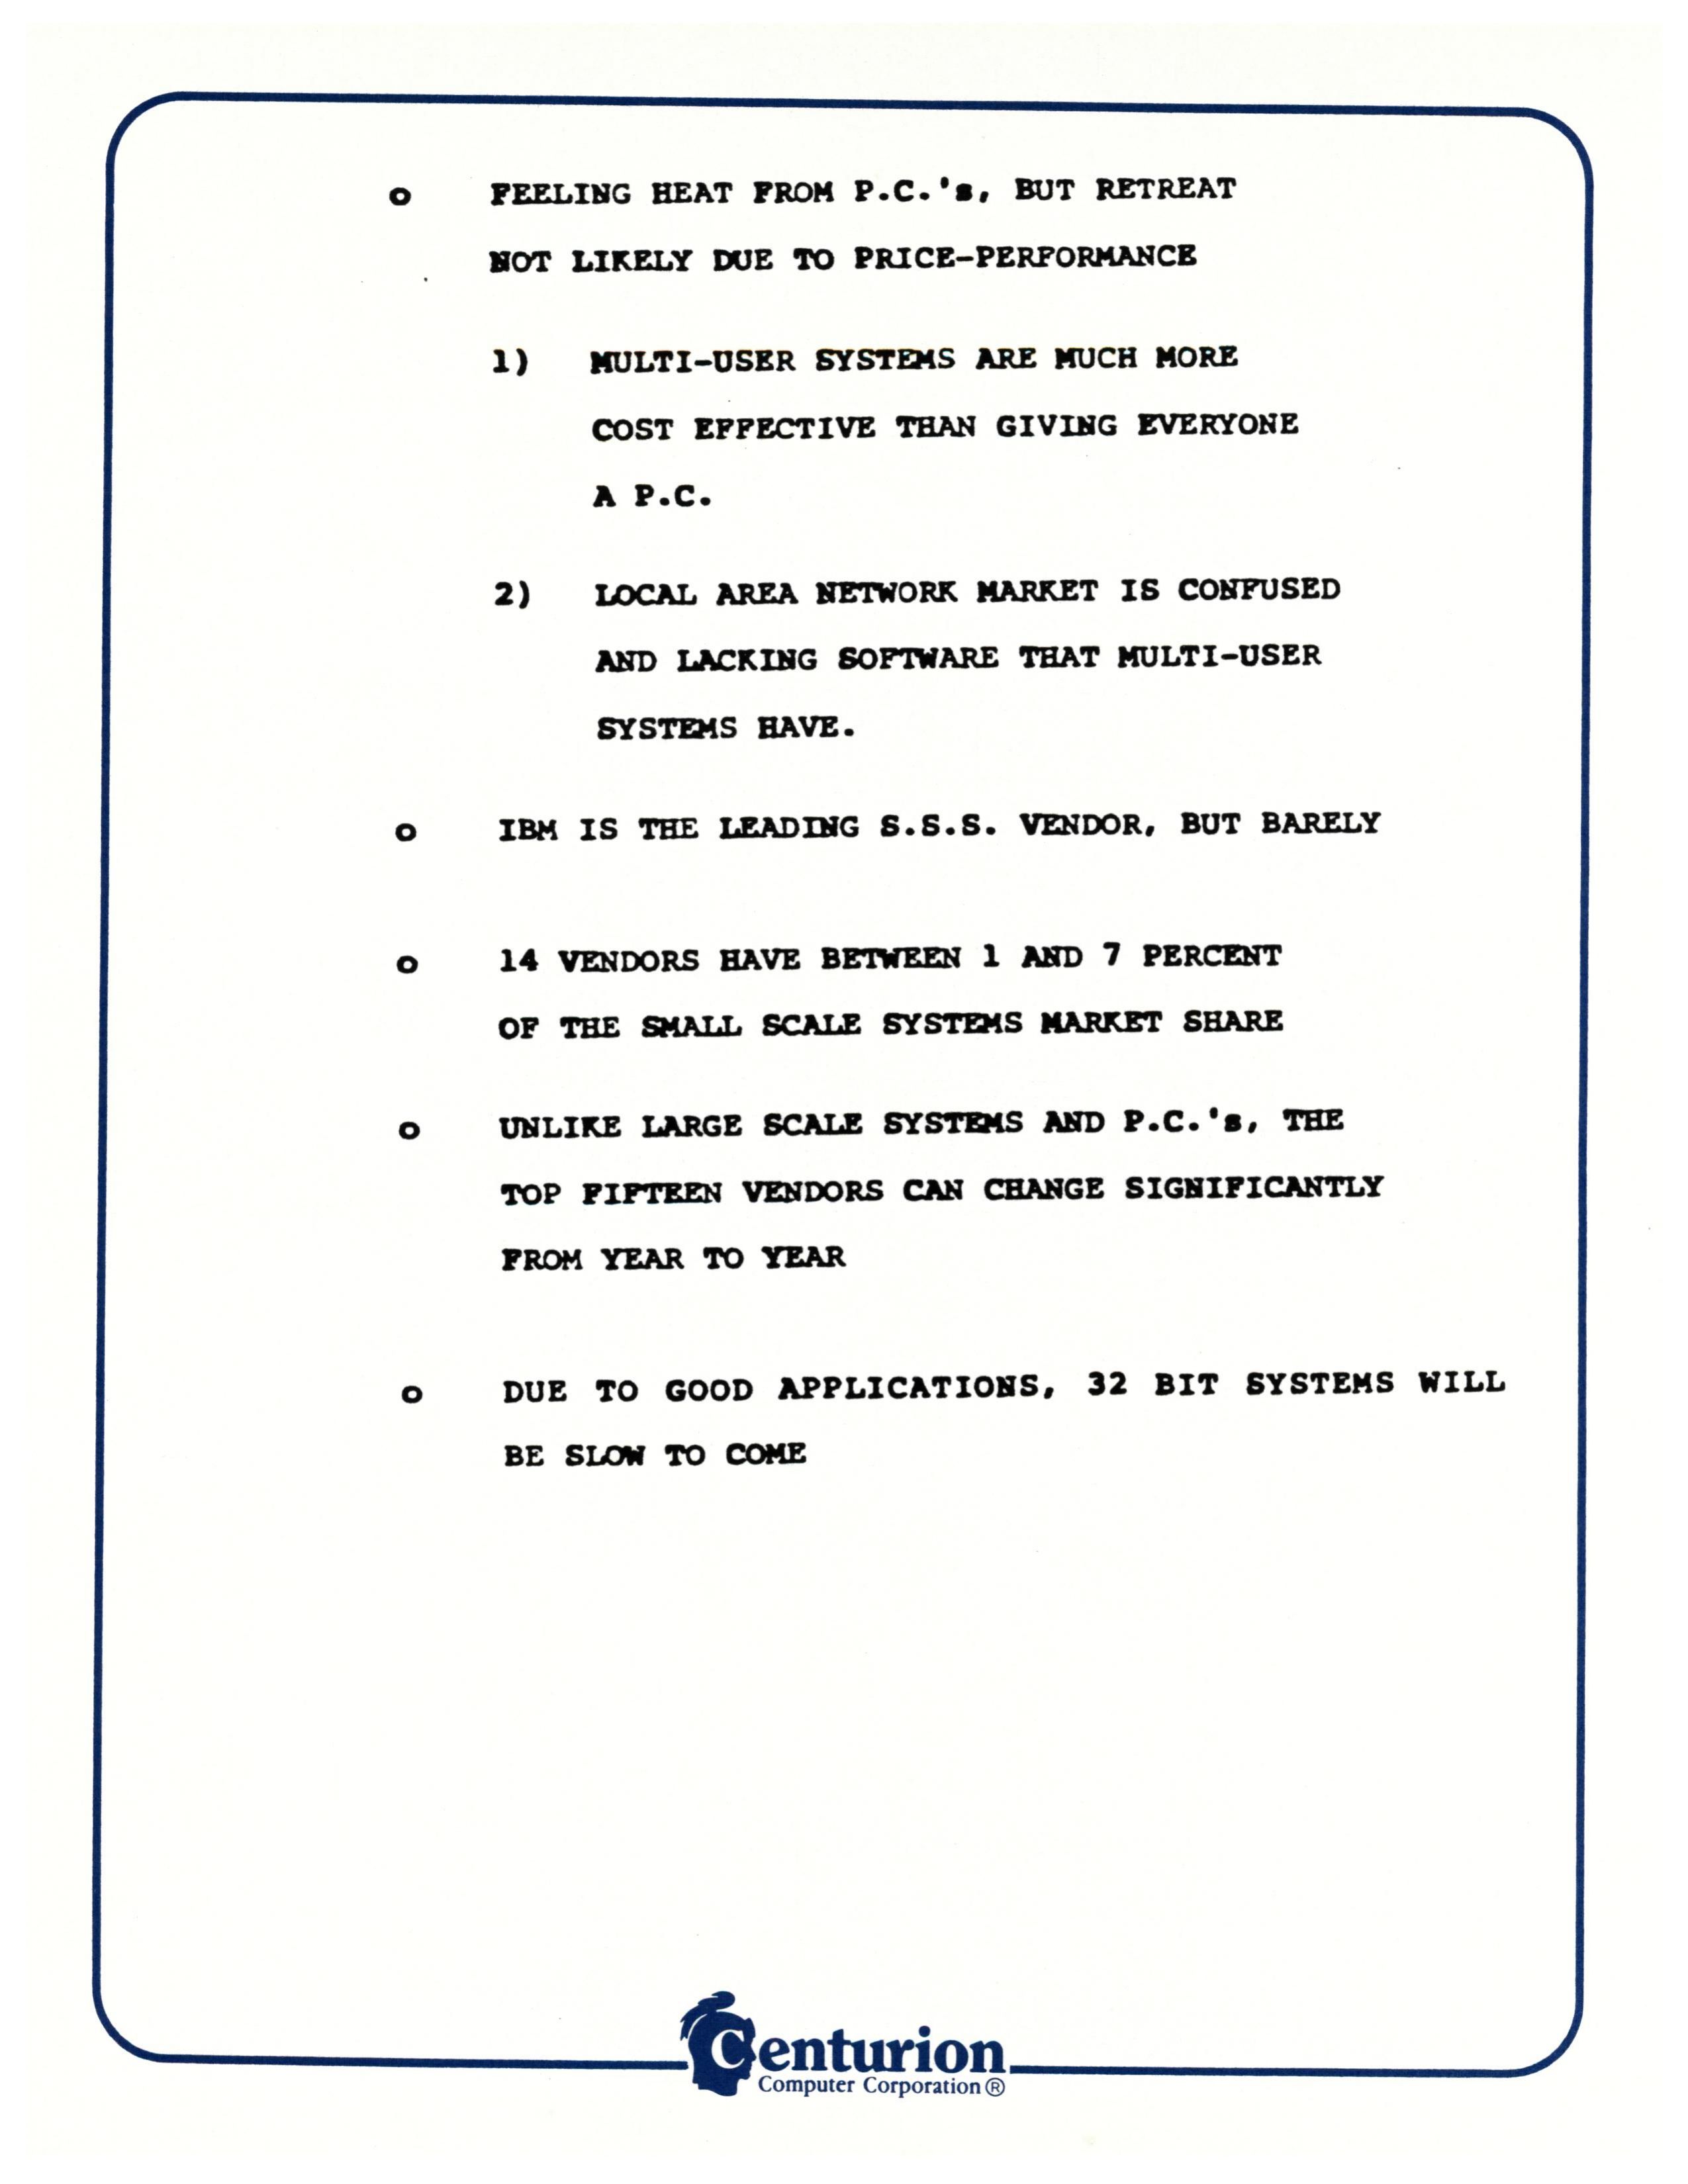 o FEELING HEAT FROM P.C.'s, BUT RETREAT
NOT LIKELY DUE TO PRICE-PERFORMANCE
1) MULTI-USER SYSTEMS ARE MUCH MORE
COST EFFECTIVE THAN GIVING EVERYONE
A P.C.
2) LOCAL AREA NETWORK MARKET IS CONFUSED
AND LACKING SOFTWARE THAT MULTI-USER
SYSTEMS HAVE.
o IBM IS THE LEADING S.S.S. VENDOR, BUT BARELY
o 14 VENDORS HAVE BETWEEN 1 AND 7 PERCENT
OF THE SMALL SCALE SYSTEMS MARKET SHARE
o UNLIKE LARGE SCALE SYSTEMS AND P.C.'s, THE
TOP FIFTEEN VENDORS CAN CHANGE SIGNIFICANTLY
FROM YEAR TO YEAR
o DUE TO GOOD APPLICATIONS, 32 BIT SYSTEMS WILL
BE SLOW TO COME
Centurion
Computer Corporation®